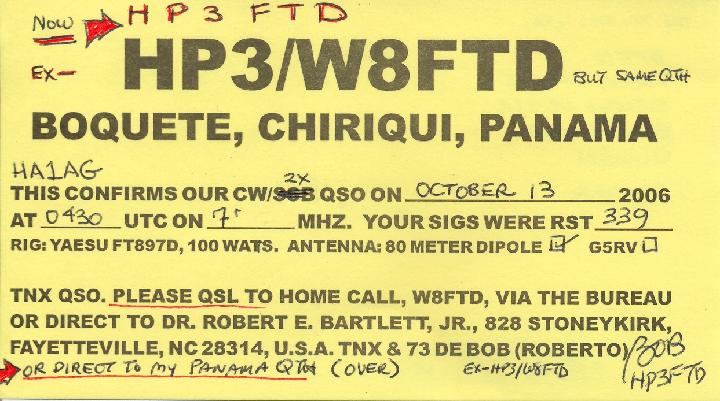 NOW HP3 FTD
EX- HP3/W8FTD BUT SAME QTH
BOQUETE, CHIRIQUI, PANAMA
HA1AG
2X
THIS CONFIRMS OUR CW/SSB QSO ON OCTOBER 13 2006
AT 0430 UTC ON 7 MHZ. YOUR SIGS WERE RST 339
RIG: YAESU FT897D, 100 WATS. ANTENNA: 80 METER DIPOLE ☑ G5RV ☐
TNX QSO. PLEASE QSL TO HOME CALL, W8FTD, VIA THE BUREAU
OR DIRECT TO DR. ROBERT E. BARTLETT, JR., 828 STONEYKIRK,
FAYETTEVILLE, NC 28314, U.S.A. TNX & 73 DE BOB (ROBERTO) BOB
OR DIRECT TO MY PANAMA QTH (OVER) EX-HP3/W8FTD HP3FTD